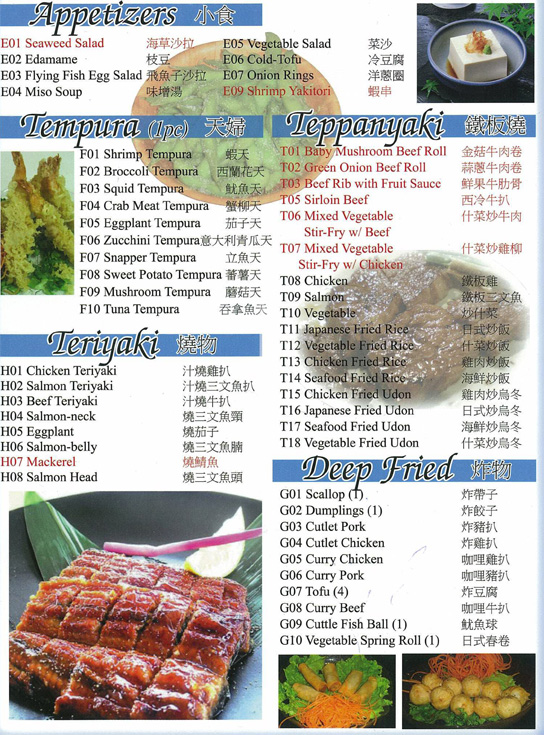 Appetizers 小食
E01 Seaweed Salad 海草沙拉
E02 Edamame 枝豆
E03 Flying Fish Egg Salad 飛魚子沙拉
E04 Miso Soup 味增湯
E05 Vegetable Salad 菜沙
E06 Cold-Tofu 冷豆腐
E07 Onion Rings 洋蔥圈
E09 Shrimp Yakitori 蝦串
Tempura (1pc) 天婦
F01 Shrimp Tempura 蝦天
F02 Broccoli Tempura 西蘭花天
F03 Squid Tempura 魷魚天
F04 Crab Meat Tempura 蟹柳天
F05 Eggplant Tempura 茄子天
F06 Zucchini Tempura 意大利青瓜天
F07 Snapper Tempura 立魚天
F08 Sweet Potato Tempura 蕃薯天
F09 Mushroom Tempura 蘑菇天
F10 Tuna Tempura 吞拿魚天
Teriyaki 燒物
H01 Chicken Teriyaki 汁燒雞扒
H02 Salmon Teriyaki 汁燒三文魚扒
H03 Beef Teriyaki 汁燒牛扒
H04 Salmon-neck 燒三文魚頸
H05 Eggplant 燒茄子
H06 Salmon-belly 燒三文魚腩
H07 Mackerel 燒鯖魚
H08 Salmon Head 燒三文魚頭
Teppanyaki 鐵板燒
T01 Baby Mushroom Beef Roll 金菇牛肉卷
T02 Green Onion Beef Roll 蒜蔥牛肉卷
T03 Beef Rib with Fruit Sauce 鮮果牛肋骨
T05 Sirloin Beef 西冷牛扒
T06 Mixed Vegetable 什菜炒牛肉
Stir-Fry w/ Beef
T07 Mixed Vegetable 什菜炒雞柳
Stir-Fry w/ Chicken
T08 Chicken 鐵板雞
T09 Salmon 鐵板三文魚
T10 Vegetable 炒什菜
T11 Japanese Fried Rice 日式炒飯
T12 Vegetable Fried Rice 什菜炒飯
T13 Chicken Fried Rice 雞肉炒飯
T14 Seafood Fried Rice 海鮮炒飯
T15 Chicken Fried Udon 雞肉炒烏冬
T16 Japanese Fried Udon 日式炒烏冬
T17 Seafood Fried Udon 海鮮炒烏冬
T18 Vegetable Fried Udon 什菜炒烏冬
Deep Fried 炸物
G01 Scallop (1) 炸帶子
G02 Dumplings (1) 炸餃子
G03 Cutlet Pork 炸豬扒
G04 Cutlet Chicken 炸雞扒
G05 Curry Chicken 咖哩雞扒
G06 Curry Pork 咖哩豬扒
G07 Tofu (4) 炸豆腐
G08 Curry Beef 咖哩牛扒
G09 Cuttle Fish Ball (1) 魷魚球
G10 Vegetable Spring Roll (1) 日式春卷